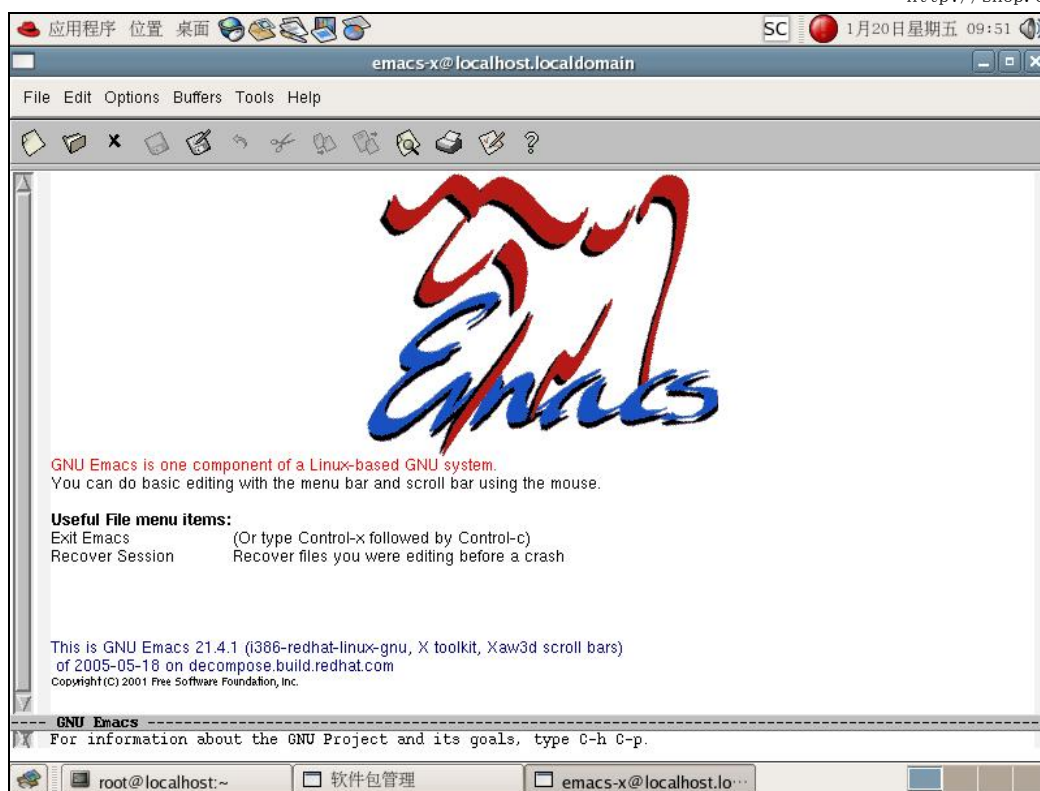 应用程序 位置 桌面 SC 1月20日星期五 09:51
emacs-x@localhost.localdomain
File Edit Options Buffers Tools Help
Emacs
GNU Emacs is one component of a Linux-based GNU system.
You can do basic editing with the menu bar and scroll bar using the mouse.
Useful File menu items:
Exit Emacs (Or type Control-x followed by Control-c)
Recover Session Recover files you were editing before a crash
This is GNU Emacs 21.4.1 (i386-redhat-linux-gnu, X toolkit, Xaw3d scroll bars)
of 2005-05-18 on decompose.build.redhat.com
Copyright (C) 2001 Free Software Foundation, Inc.
---- GNU Emacs ----
For information about the GNU Project and its goals, type C-h C-p.
root@localhost:~ 软件包管理 emacs-x@localhost.lo···